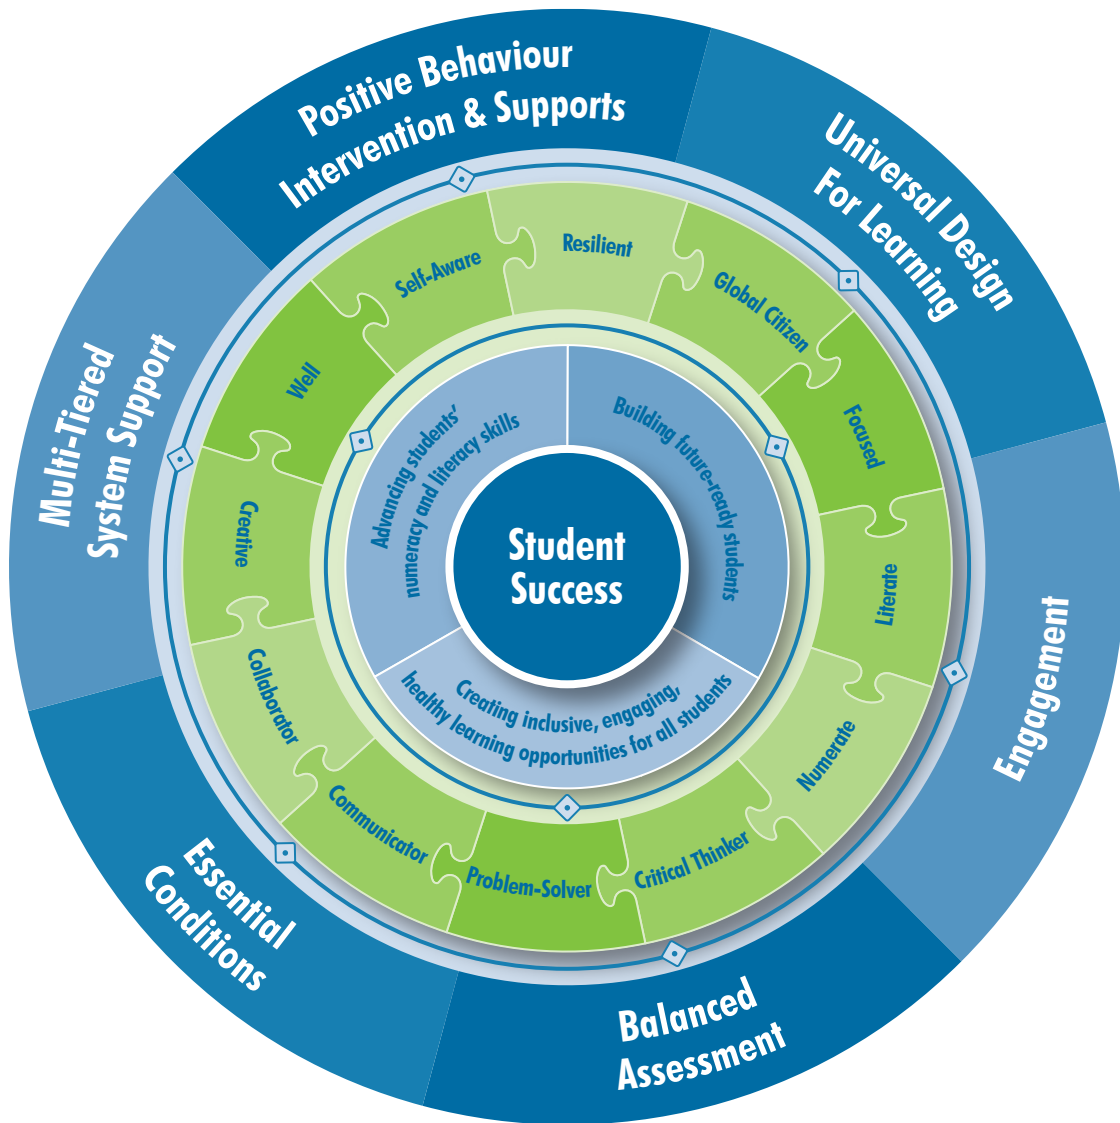 Positive Behaviour
Intervention & Supports
Universal Design
For Learning
Engagement
Balanced
Assessment
Essential
Conditions
Multi-Tiered
System Support
Resilient
Global Citizen
Focused
Literate
Numerate
Critical Thinker
Problem-Solver
Communicator
Collaborator
Creative
Well
Self-Aware
Advancing students'
numeracy and literacy skills
Building future-ready students
Creating inclusive, engaging,
healthy learning opportunities for all students
Student
Success